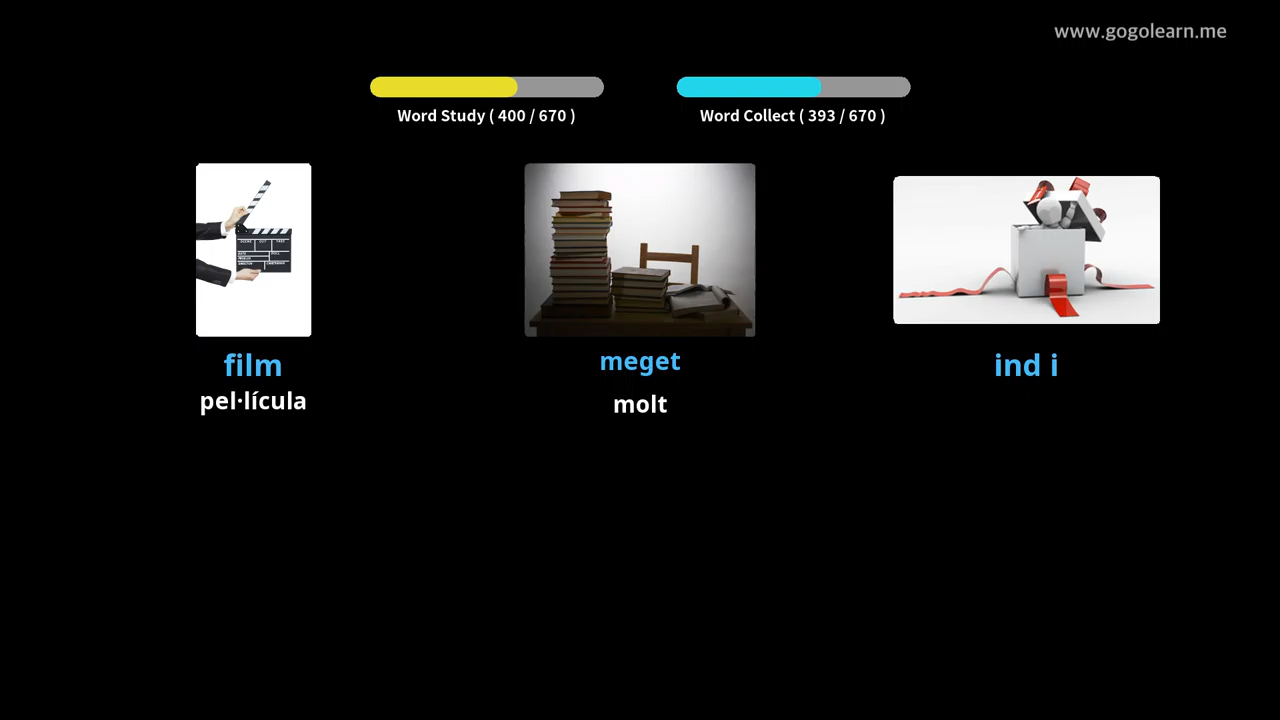 www.gogolearn.me
Word Study ( 400 / 670 )
Word Collect ( 393 / 670 )
film
pel·lícula
meget
molt
ind i